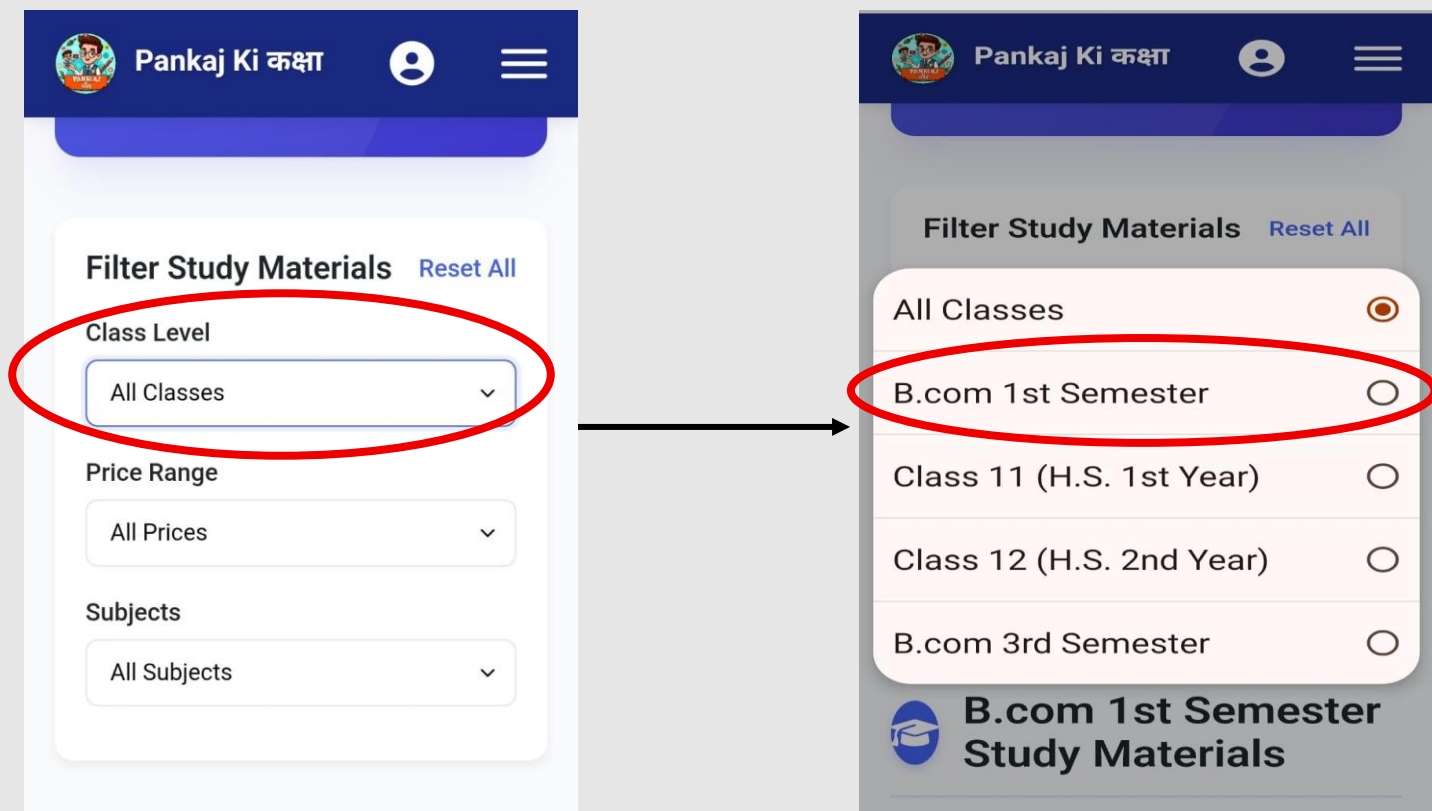 Pankaj Ki कक्षा
Filter Study Materials Reset All
Class Level
All Classes
Price Range
All Prices
Subjects
All Subjects
Pankaj Ki कक्षा
Filter Study Materials Reset All
All Classes
B.com 1st Semester
Class 11 (H.S. 1st Year)
Class 12 (H.S. 2nd Year)
B.com 3rd Semester
B.com 1st Semester
Study Materials